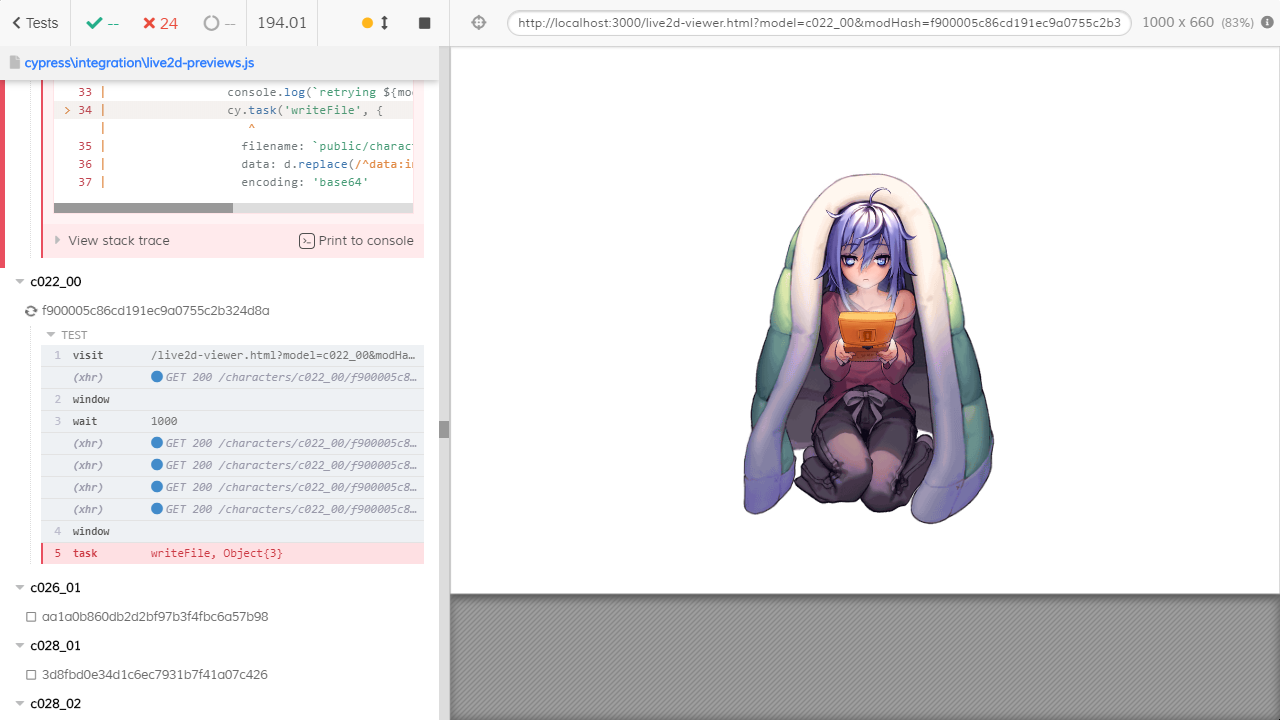 Tests
--
24
--
194.01
http://localhost:3000/live2d-viewer.html?model=c022_00&modHash=f900005c86cd191ec9a0755c2b3
1000 x 660 (83%)
cypress\integration\live2d-previews.js
33 | console.log(`retrying ${mo
> 34 | cy.task('writeFile', {
| ^
35 | filename: `public/charact
36 | data: d.replace(/^data:i
37 | encoding: 'base64'
View stack trace
Print to console
c022_00
f900005c86cd191ec9a0755c2b324d8a
TEST
1 visit /live2d-viewer.html?model=c022_00&modHa…
(xhr) GET 200 /characters/c022_00/f900005c8…
2 window
3 wait 1000
(xhr) GET 200 /characters/c022_00/f900005c8…
(xhr) GET 200 /characters/c022_00/f900005c8…
(xhr) GET 200 /characters/c022_00/f900005c8…
(xhr) GET 200 /characters/c022_00/f900005c8…
4 window
5 task writeFile, Object{3}
c026_01
aa1a0b860db2d2bf97b3f4fbc6a57b98
c028_01
3d8fbd0e34d1c6ec7931b7f41a07c426
c028_02